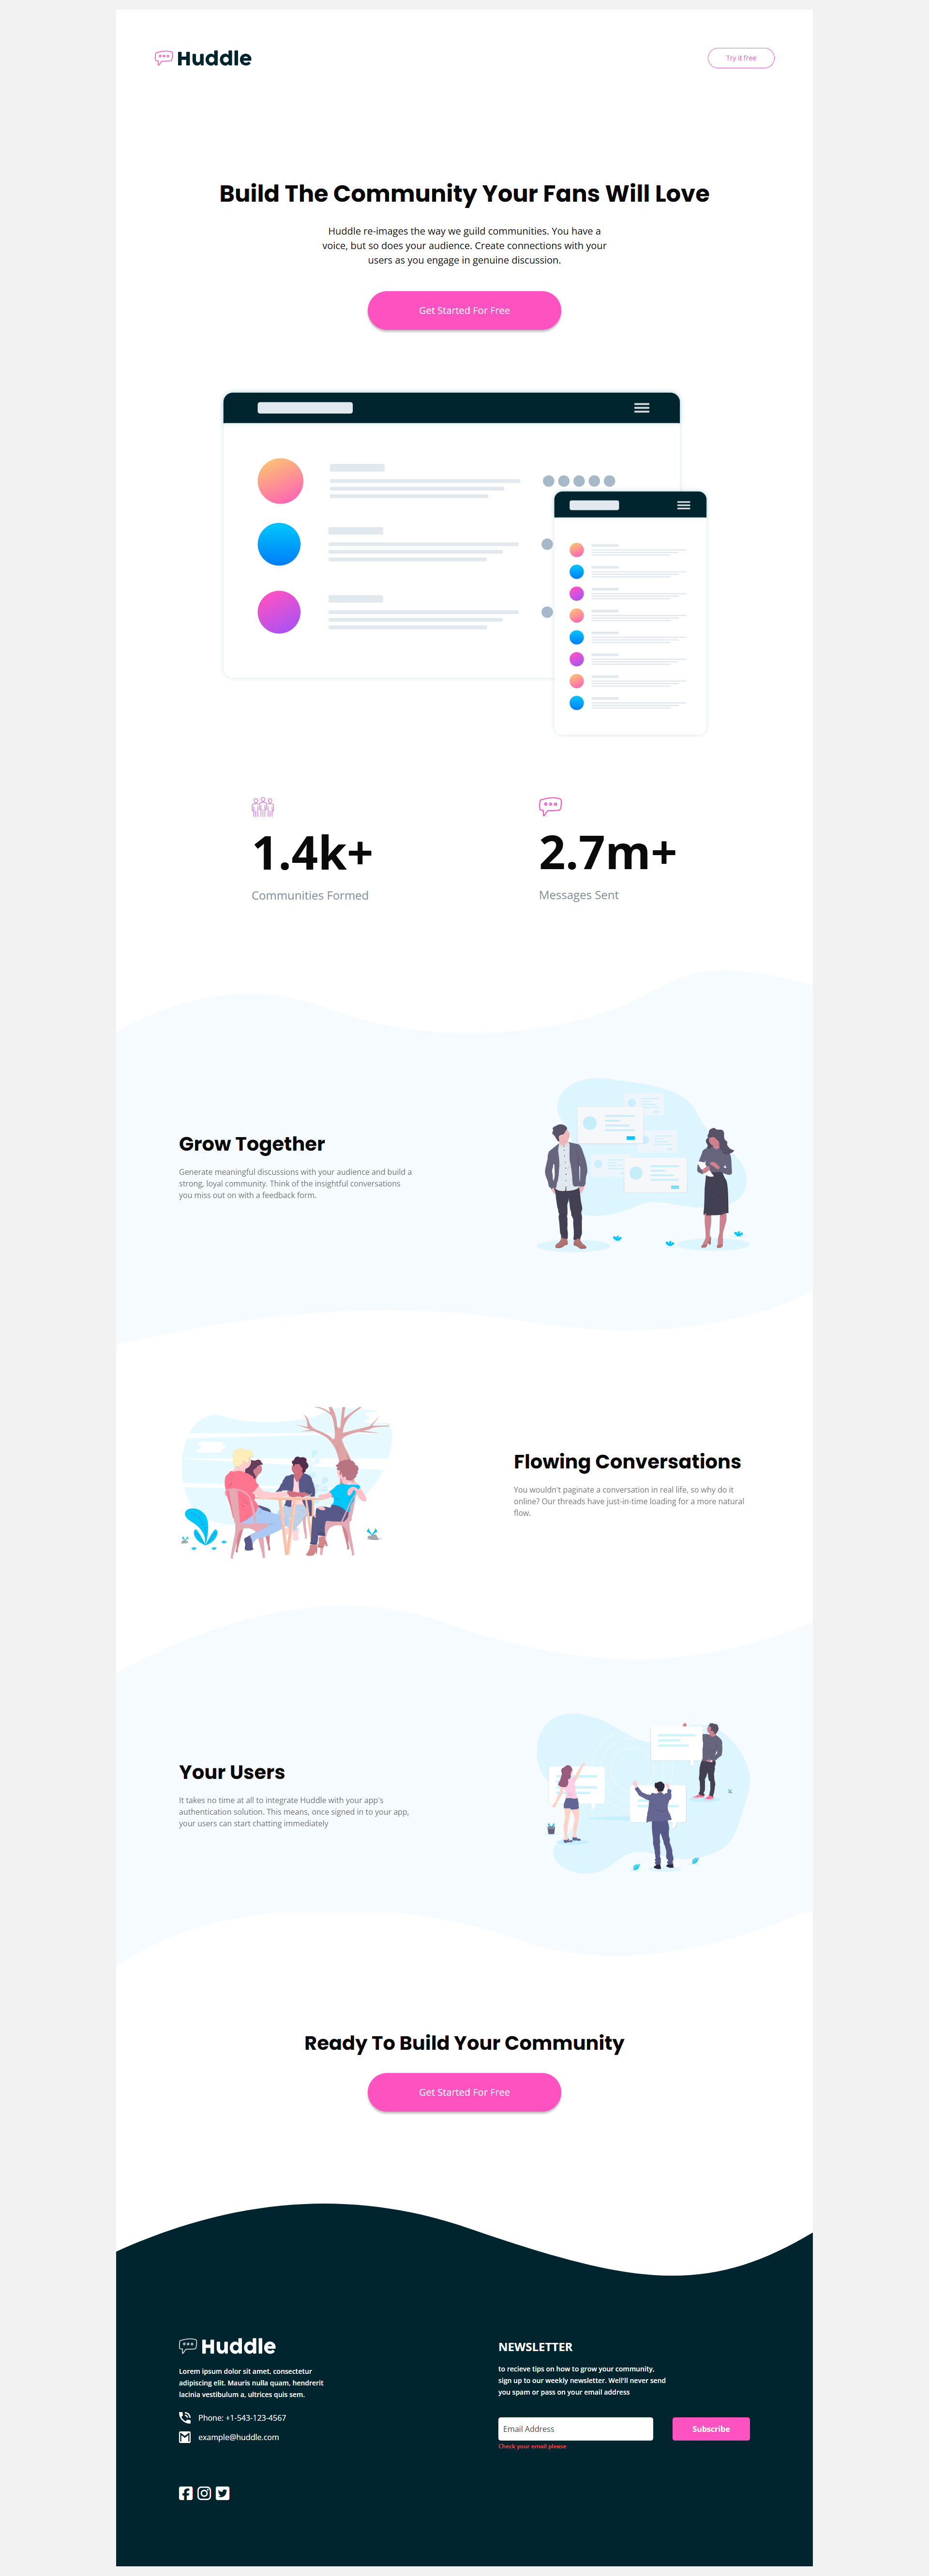 Huddle
Try it free
Build The Community Your Fans Will Love
Huddle re-images the way we guild communities. You have a
voice, but so does your audience. Create connections with your
users as you engage in genuine discussion.
Get Started For Free
1.4k+
Communities Formed
2.7m+
Messages Sent
Grow Together
Generate meaningful discussions with your audience and build a
strong, loyal community. Think of the insightful conversations
you miss out on with a feedback form.
Flowing Conversations
You wouldn't paginate a conversation in real life, so why do it
online? Our threads have just-in-time loading for a more natural
flow.
Your Users
It takes no time at all to integrate Huddle with your app's
authentication solution. This means, once signed in to your app,
your users can start chatting immediately
Ready To Build Your Community
Get Started For Free
Huddle
Lorem ipsum dolor sit amet, consectetur
adipiscing elit. Mauris nulla quam, hendrerit
lacinia vestibulum a, ultrices quis sem.
Phone: +1-543-123-4567
example@huddle.com
NEWSLETTER
to recieve tips on how to grow your community,
sign up to our weekly newsletter. Well'll never send
you spam or pass on your email address
Email Address
Subscribe
Check your email please